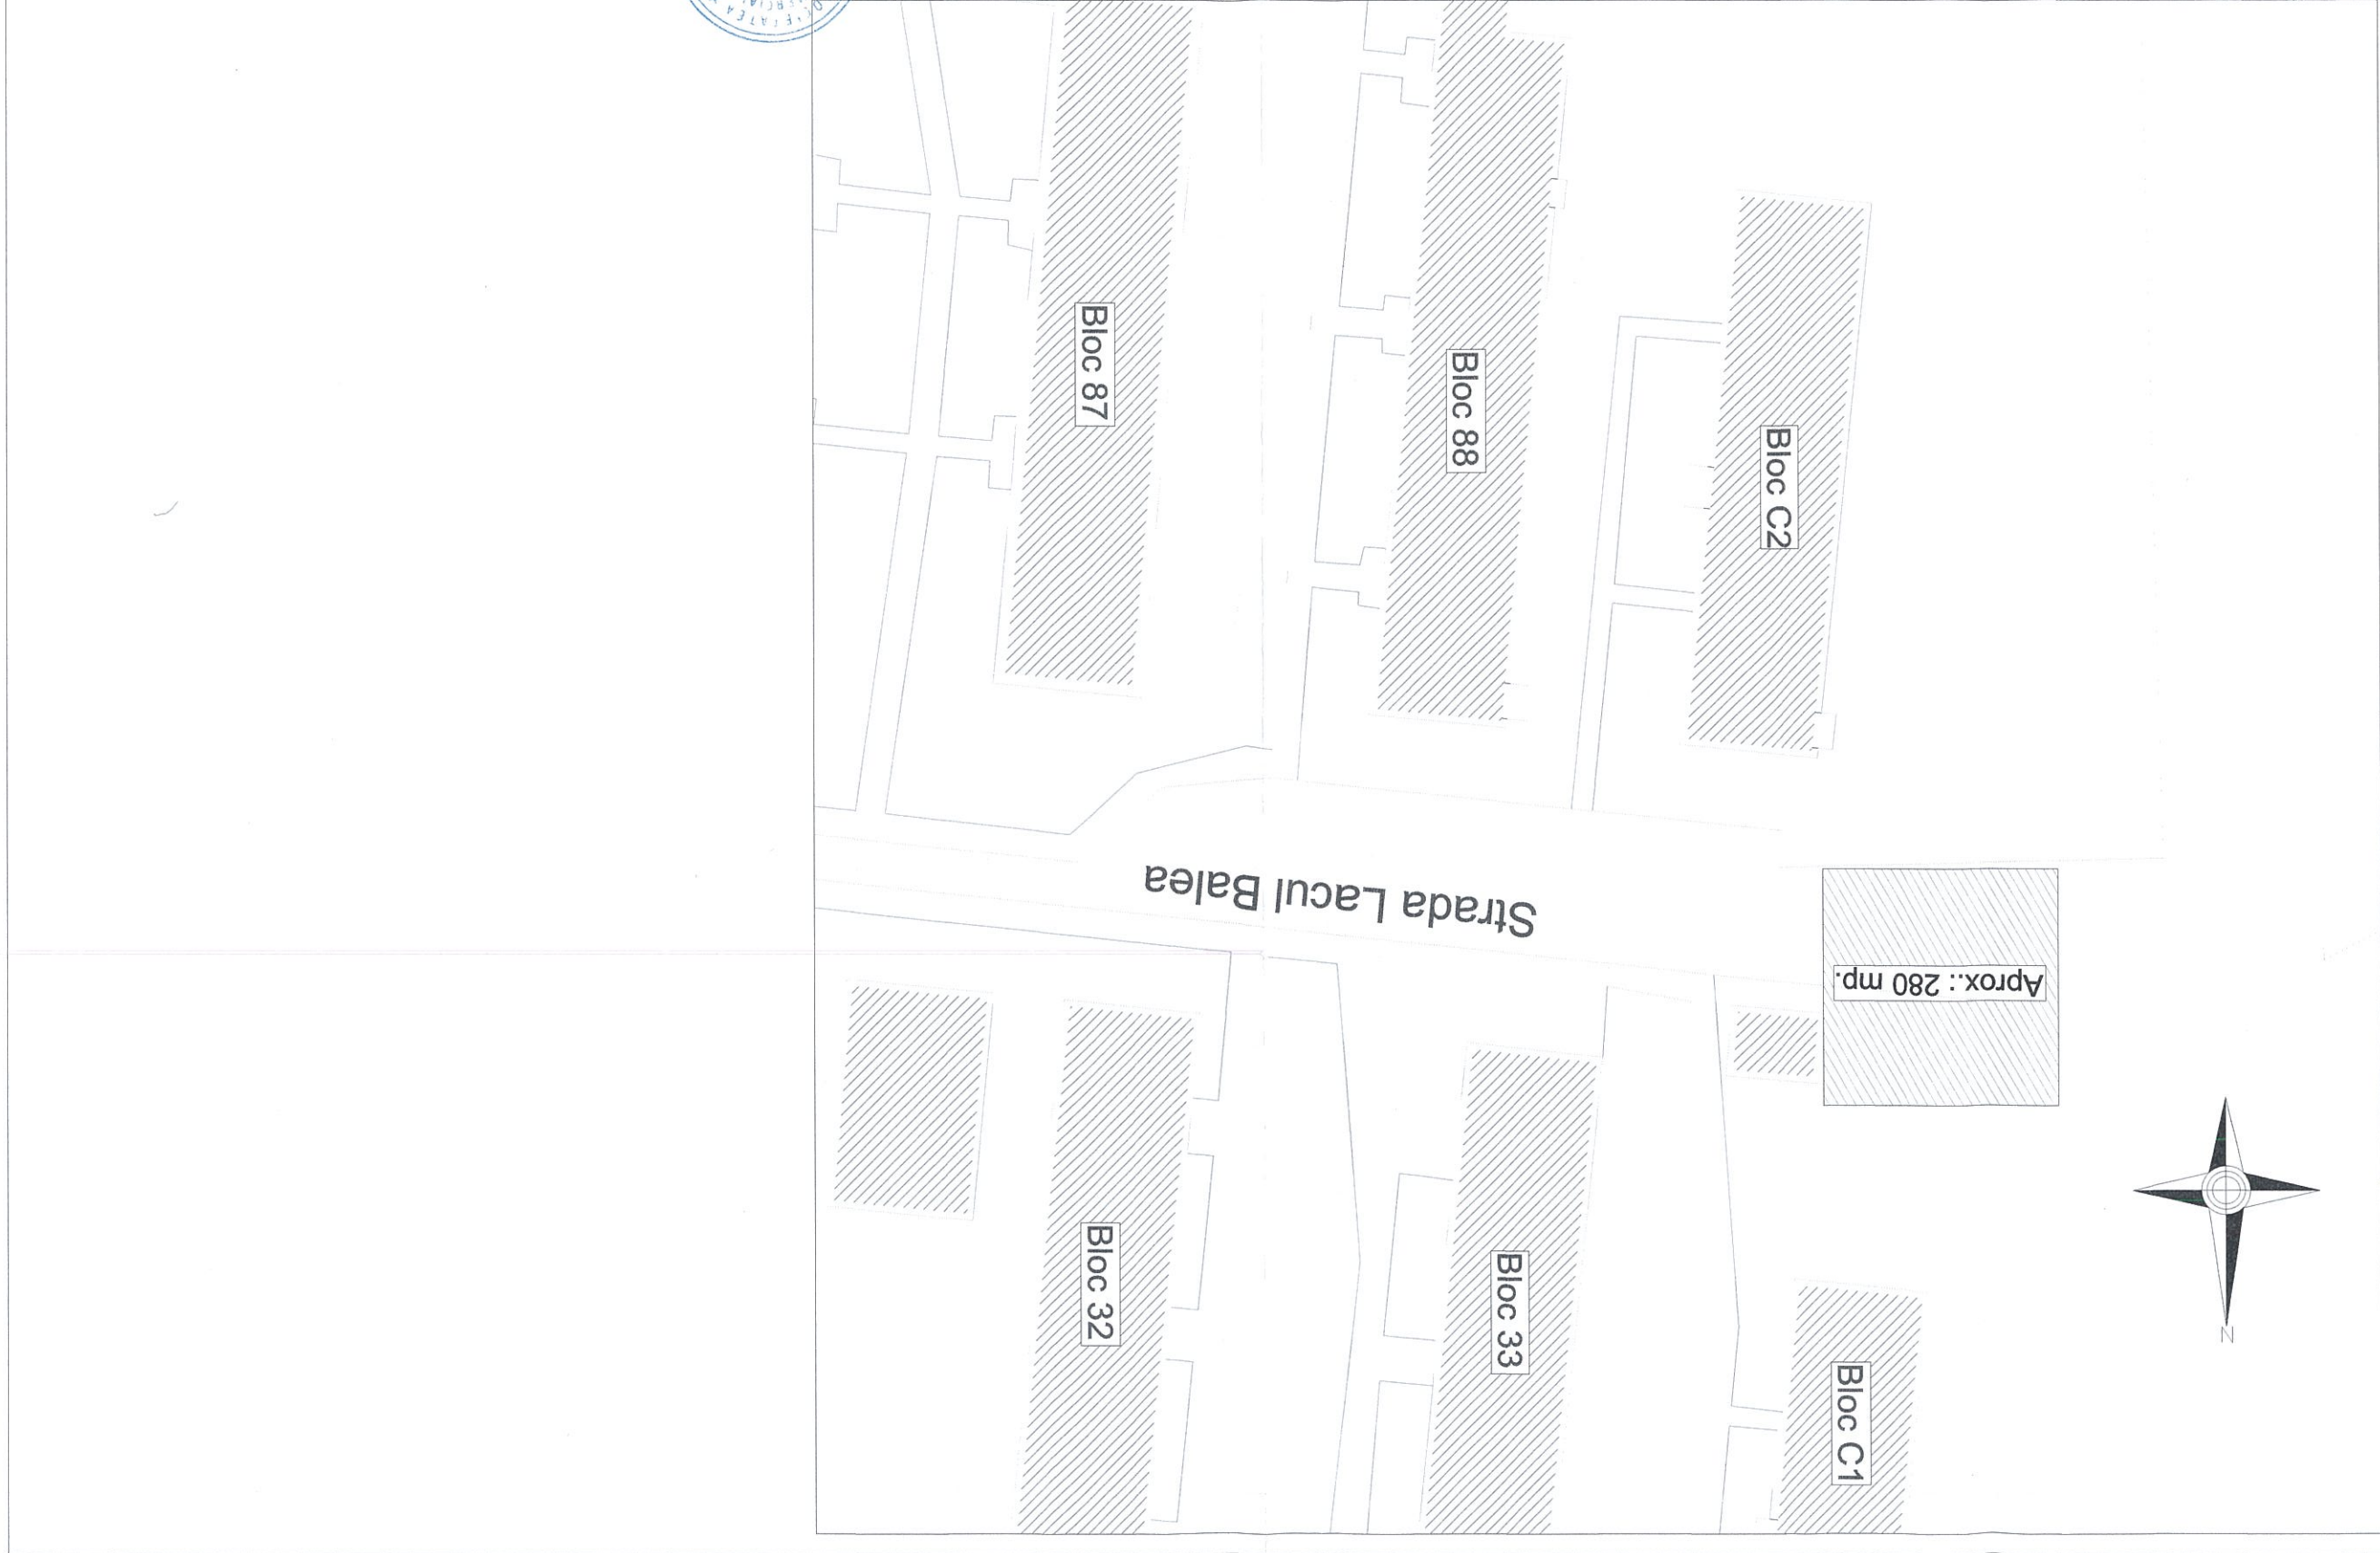 Bloc 87
Bloc 88
Bloc C2
Strada Lacul Balea
Aprox.: 280 mp.
Bloc 32
Bloc 33
Bloc C1
N